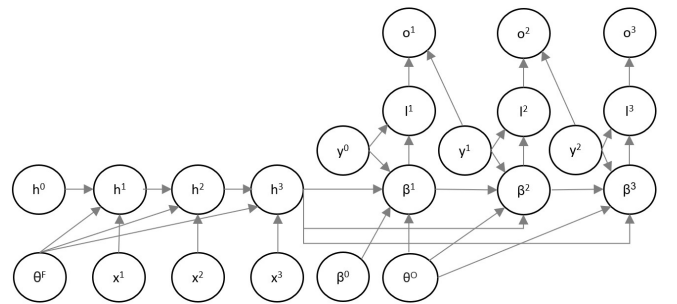 o¹ o² o³
l¹ l² l³
y⁰ y¹ y²
h⁰ h¹ h² h³ β¹ β² β³
θᶠ x¹ x² x³ β⁰ θᴼ